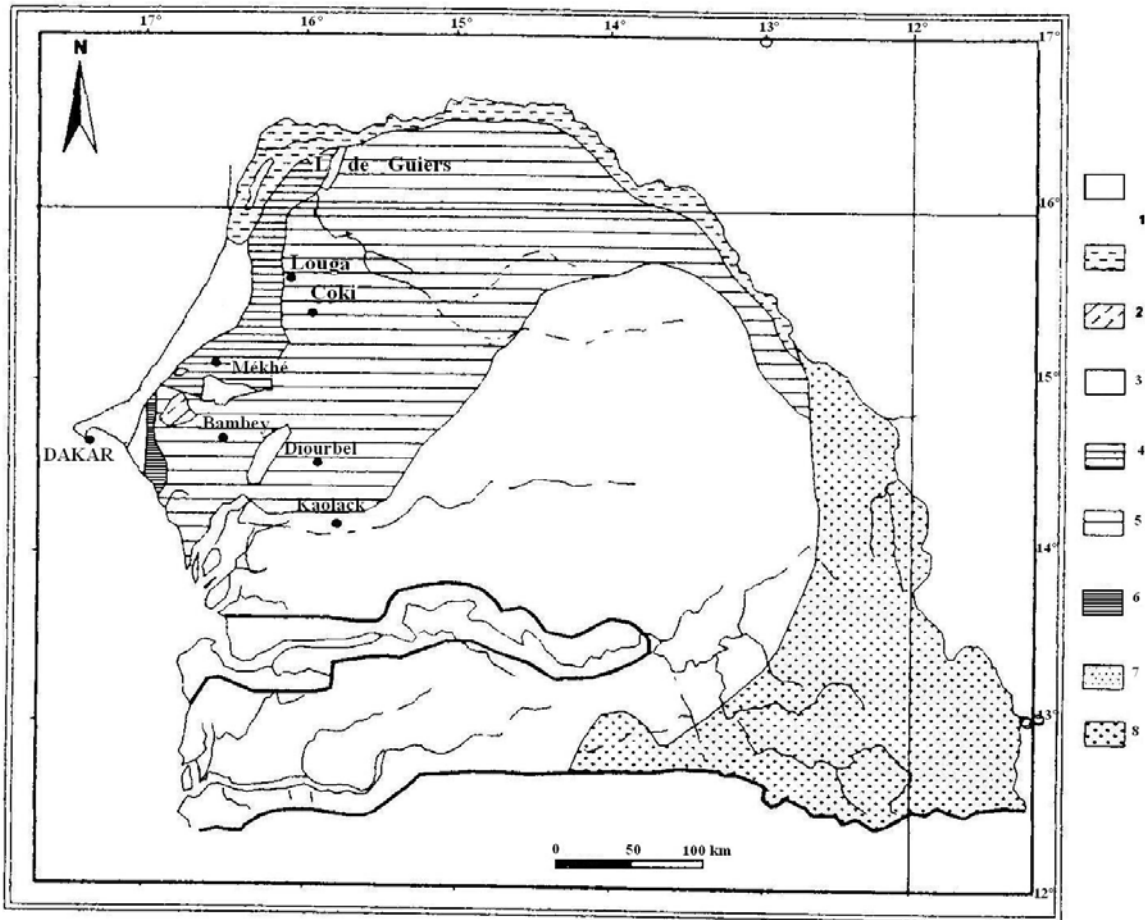 17° 16° 15° 14° 13° 12°
17°
N
L. de Guiers
16°
1
Louga
Coki
2
3
Mékhé
15°
Bambey
DAKAR
Diourbel
4
Kaolack
5
14°
6
7
13°
8
0 50 100 km
12°